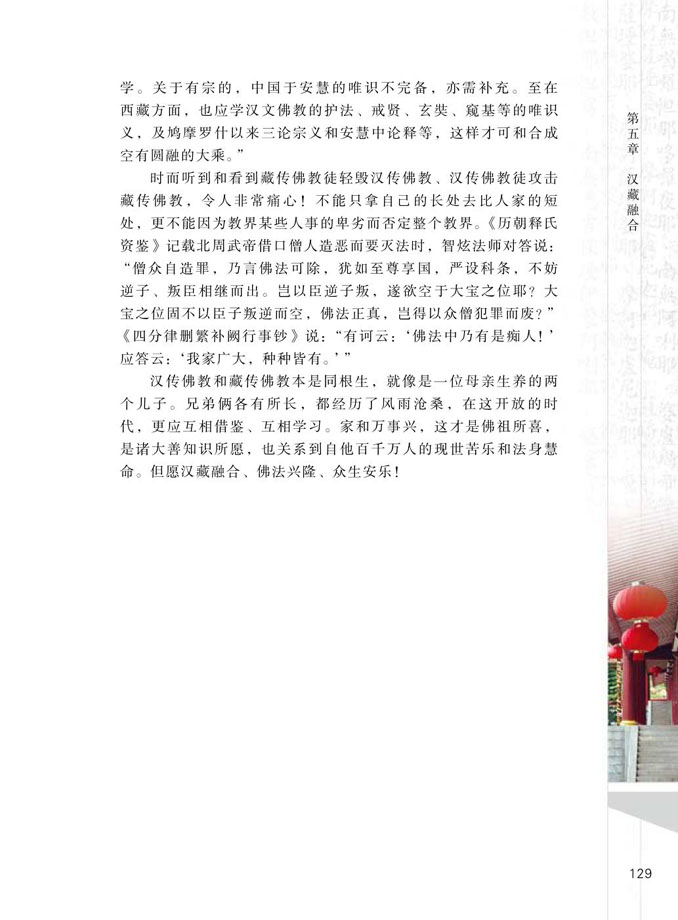 学。关于有宗的，中国于安慧的唯识不完备，亦需补充。至在
西藏方面，也应学汉文佛教的护法、戒贤、玄奘、窥基等的唯识
义，及鸠摩罗什以来三论宗义和安慧中论释等，这样才可和合成
空有圆融的大乘。”
时而听到和看到藏传佛教徒轻毁汉传佛教、汉传佛教徒攻击
藏传佛教，令人非常痛心！不能只拿自己的长处去比人家的短
处，更不能因为教界某些人事的卑劣而否定整个教界。《历朝释氏
资鉴》记载北周武帝借口僧人造恶而要灭法时，智炫法师对答说：
“僧众自造罪，乃言佛法可除，犹如至尊享国，严设科条，不妨
逆子、叛臣相继而出。岂以臣逆子叛，遂欲空于大宝之位耶？大
宝之位固不以臣子叛逆而空，佛法正真，岂得以众僧犯罪而废？”
《四分律删繁补阙行事钞》说：“有诃云：‘佛法中乃有是痴人！’
应答云：‘我家广大，种种皆有。’”
汉传佛教和藏传佛教本是同根生，就像是一位母亲生养的两
个儿子。兄弟俩各有所长，都经历了风雨沧桑，在这开放的时
代，更应互相借鉴、互相学习。家和万事兴，这才是佛祖所喜，
是诸大善知识所愿，也关系到自他百千万人的现世苦乐和法身慧
命。但愿汉藏融合、佛法兴隆、众生安乐！
第五章 汉藏融合
129